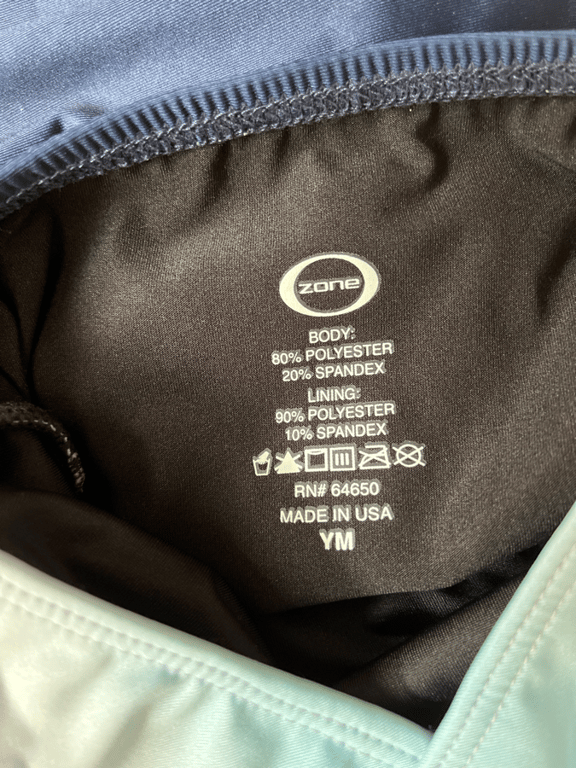 zone
BODY:
80% POLYESTER
20% SPANDEX
LINING:
90% POLYESTER
10% SPANDEX
RN# 64650
MADE IN USA
YM